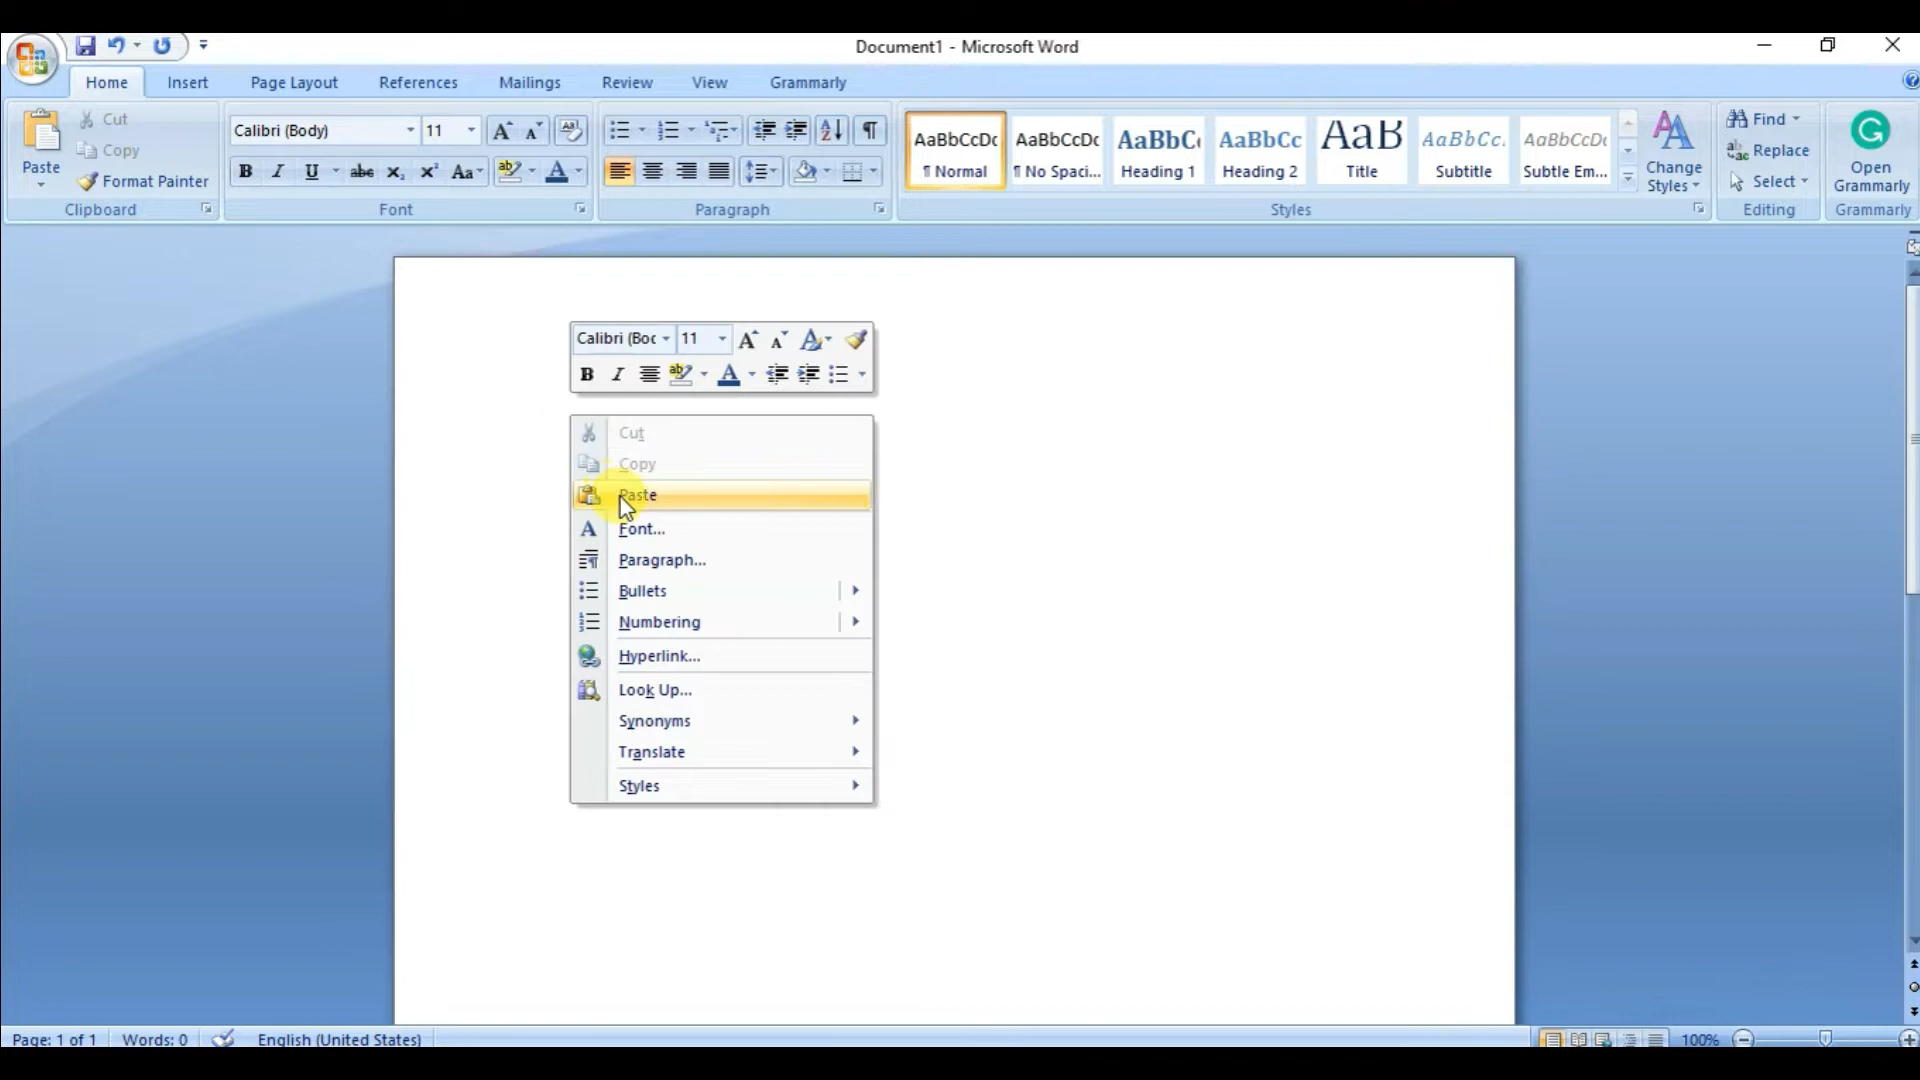 Document1 - Microsoft Word
Home Insert Page Layout References Mailings Review View Grammarly
Paste
Cut
Copy
Format Painter
Clipboard
Calibri (Body) 11
B I U abc x₂ x² Aa
Font
Paragraph
AaBbCcDc AaBbCcDc AaBbC AaBbCc AaB AaBbCc. AaBbCcDc
¶ Normal ¶ No Spaci... Heading 1 Heading 2 Title Subtitle Subtle Em...
Change
Styles
Styles
Find
Replace
Select
Editing
Open
Grammarly
Grammarly
Calibri (Boc 11
B I
Cut
Copy
Paste
Font...
Paragraph...
Bullets
Numbering
Hyperlink...
Look Up...
Synonyms
Translate
Styles
Page: 1 of 1 Words: 0 English (United States) 100%